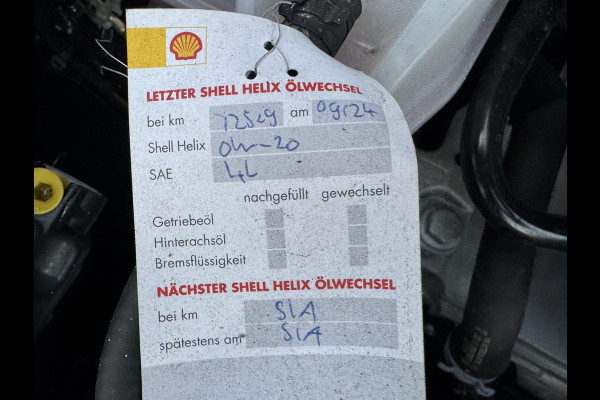 LETZTER SHELL HELIX ÖLWECHSEL
bei km 72529 am 09/24
Shell Helix 0W-20
SAE 4L
nachgefüllt gewechselt
Getriebeöl
Hinterachsöl
Bremsflüssigkeit
NÄCHSTER SHELL HELIX ÖLWECHSEL
bei km SIA
spätestens am SIA